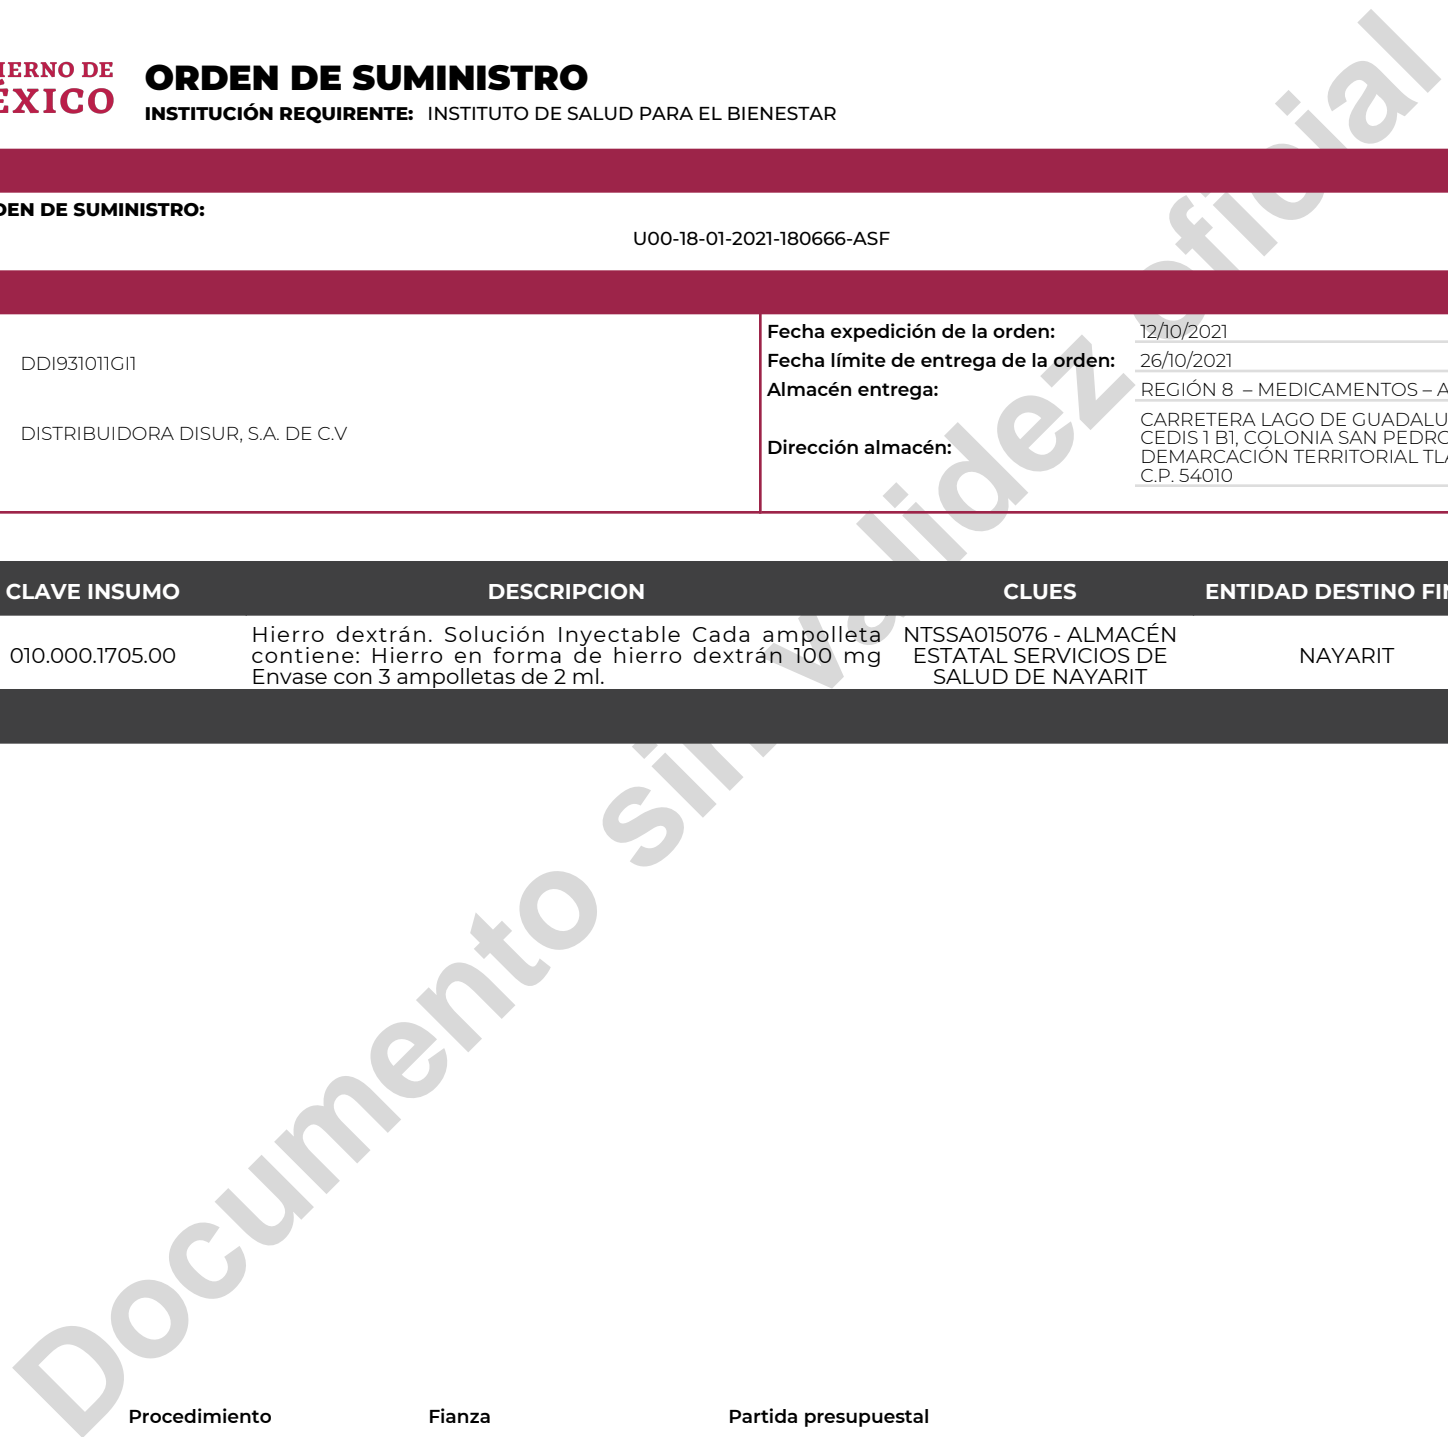 IERNO DE
ÉXICO
ORDEN DE SUMINISTRO
INSTITUCIÓN REQUIRENTE: INSTITUTO DE SALUD PARA EL BIENESTAR
DEN DE SUMINISTRO:
U00-18-01-2021-180666-ASF
DDI931011GI1
DISTRIBUIDORA DISUR, S.A. DE C.V
Fecha expedición de la orden: 12/10/2021
Fecha límite de entrega de la orden: 26/10/2021
Almacén entrega: REGIÓN 8 – MEDICAMENTOS – A
Dirección almacén:
CARRETERA LAGO DE GUADALU
CEDIS 1 B1, COLONIA SAN PEDRO
DEMARCACIÓN TERRITORIAL TLA
C.P. 54010
CLAVE INSUMO DESCRIPCION CLUES ENTIDAD DESTINO FIN
010.000.1705.00
Hierro dextrán. Solución Inyectable Cada ampolleta
contiene: Hierro en forma de hierro dextrán 100 mg
Envase con 3 ampolletas de 2 ml.
NTSSA015076 - ALMACÉN
ESTATAL SERVICIOS DE
SALUD DE NAYARIT
NAYARIT
Documento sin validez oficial
Procedimiento Fianza Partida presupuestal